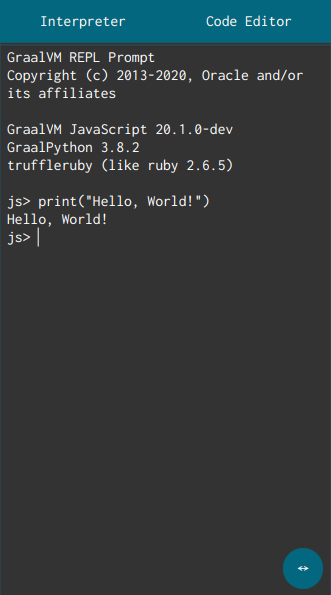 Interpreter Code Editor
GraalVM REPL Prompt
Copyright (c) 2013-2020, Oracle and/or
its affiliates
GraalVM JavaScript 20.1.0-dev
GraalPython 3.8.2
truffleruby (like ruby 2.6.5)
js> print("Hello, World!")
Hello, World!
js>